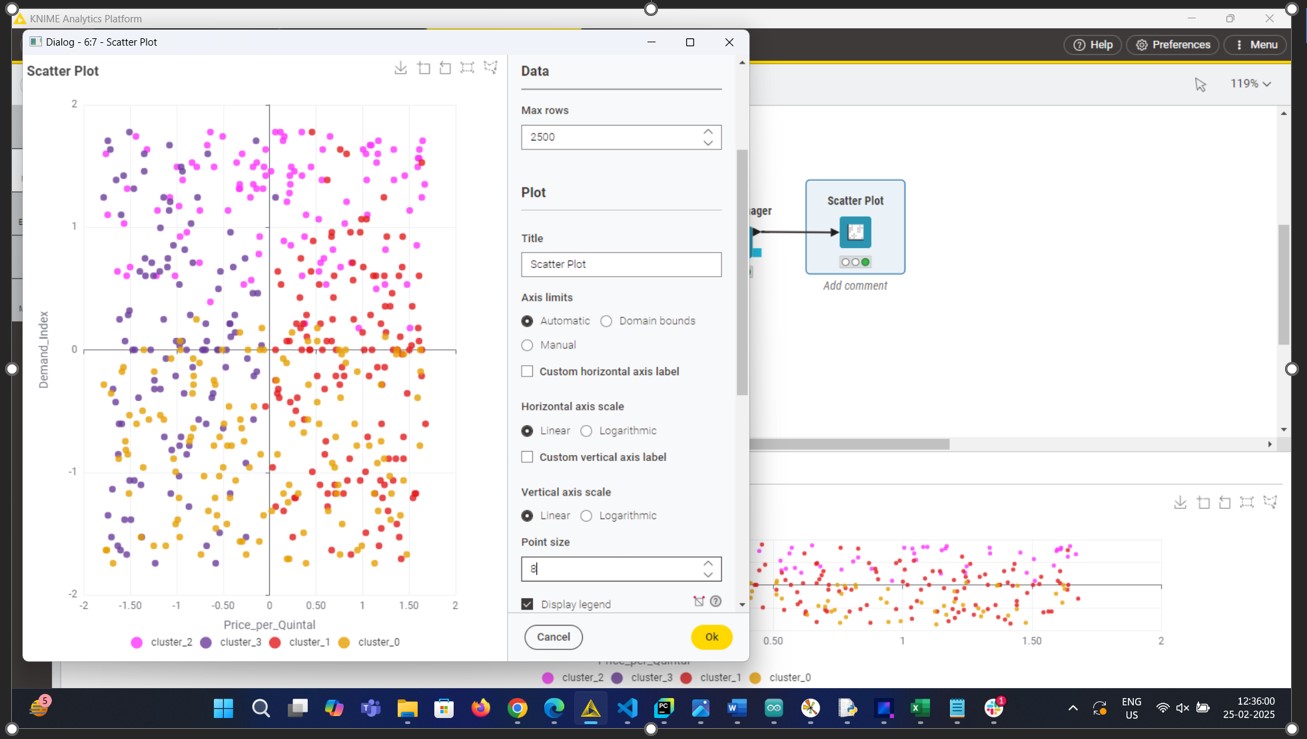 KNIME Analytics Platform
Dialog - 6:7 - Scatter Plot
Help
Preferences
Menu
119%
Scatter Plot
2
1
0
-1
-2
Demand_Index
-2
-1.50
-1
-0.50
0
0.50
1
1.50
2
Price_per_Quintal
cluster_2
cluster_3
cluster_1
cluster_0
Data
Max rows
2500
Plot
Title
Scatter Plot
Axis limits
Automatic
Domain bounds
Manual
Custom horizontal axis label
Horizontal axis scale
Linear
Logarithmic
Custom vertical axis label
Vertical axis scale
Linear
Logarithmic
Point size
8
Display legend
Cancel
Ok
ager
Scatter Plot
Add comment
0.50
1
1.50
2
Price_per_Quintal
cluster_2
cluster_3
cluster_1
cluster_0
5
1
ENG
US
12:36:00
25-02-2025